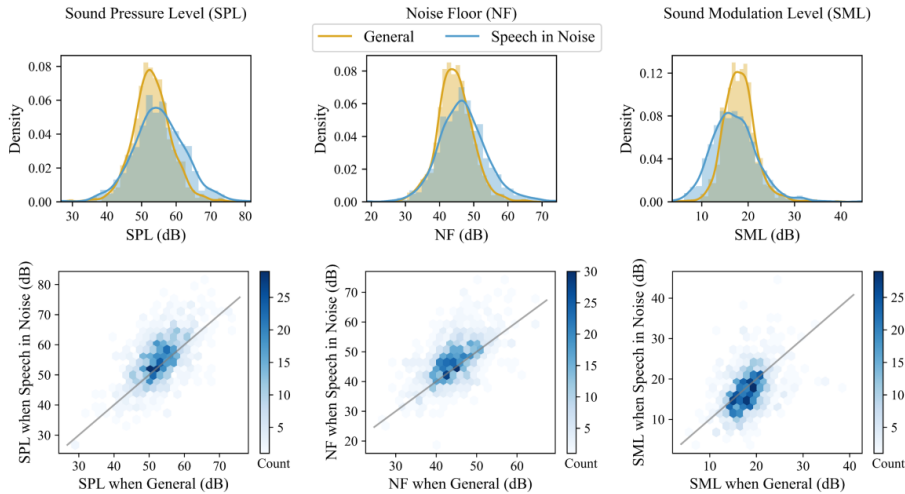 Sound Pressure Level (SPL)
Noise Floor (NF)
Sound Modulation Level (SML)
General
Speech in Noise
Density
0.08
0.06
0.04
0.02
0.00
30 40 50 60 70 80
SPL (dB)
Density
0.08
0.06
0.04
0.02
0.00
20 30 40 50 60 70
NF (dB)
Density
0.12
0.08
0.04
0.00
10 20 30 40
SML (dB)
SPL when Speech in Noise (dB)
80
70
60
50
40
30
30 40 50 60 70
SPL when General (dB)
25
20
15
10
5
Count
NF when Speech in Noise (dB)
80
70
60
50
40
30
20
30 40 50 60
NF when General (dB)
30
25
20
15
10
5
Count
SML when Speech in Noise (dB)
40
30
20
10
10 20 30 40
SML when General (dB)
25
20
15
10
5
Count